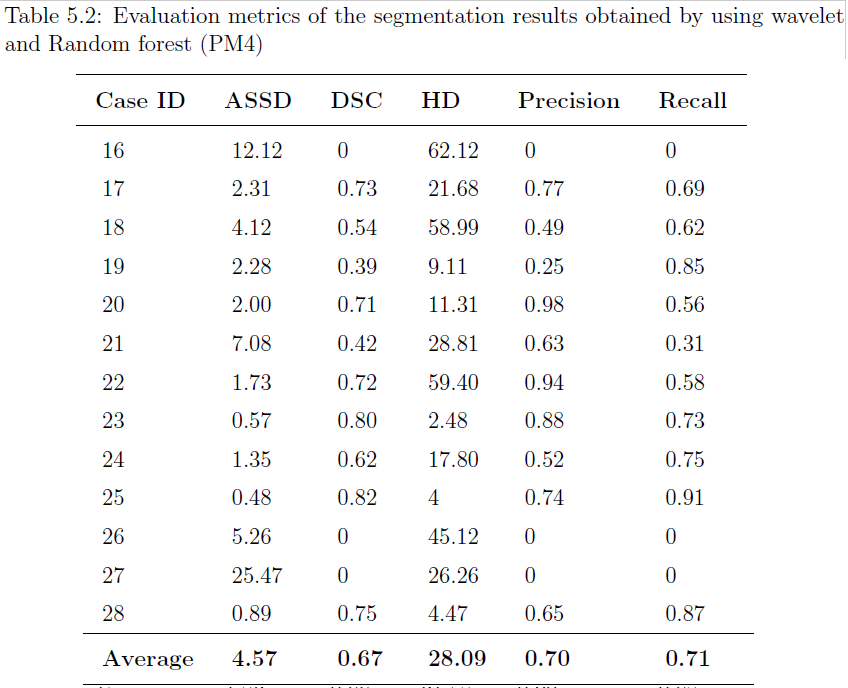 Table 5.2: Evaluation metrics of the segmentation results obtained by using wavelet
and Random forest (PM4)
Case ID ASSD DSC HD Precision Recall
16 12.12 0 62.12 0 0
17 2.31 0.73 21.68 0.77 0.69
18 4.12 0.54 58.99 0.49 0.62
19 2.28 0.39 9.11 0.25 0.85
20 2.00 0.71 11.31 0.98 0.56
21 7.08 0.42 28.81 0.63 0.31
22 1.73 0.72 59.40 0.94 0.58
23 0.57 0.80 2.48 0.88 0.73
24 1.35 0.62 17.80 0.52 0.75
25 0.48 0.82 4 0.74 0.91
26 5.26 0 45.12 0 0
27 25.47 0 26.26 0 0
28 0.89 0.75 4.47 0.65 0.87
Average 4.57 0.67 28.09 0.70 0.71